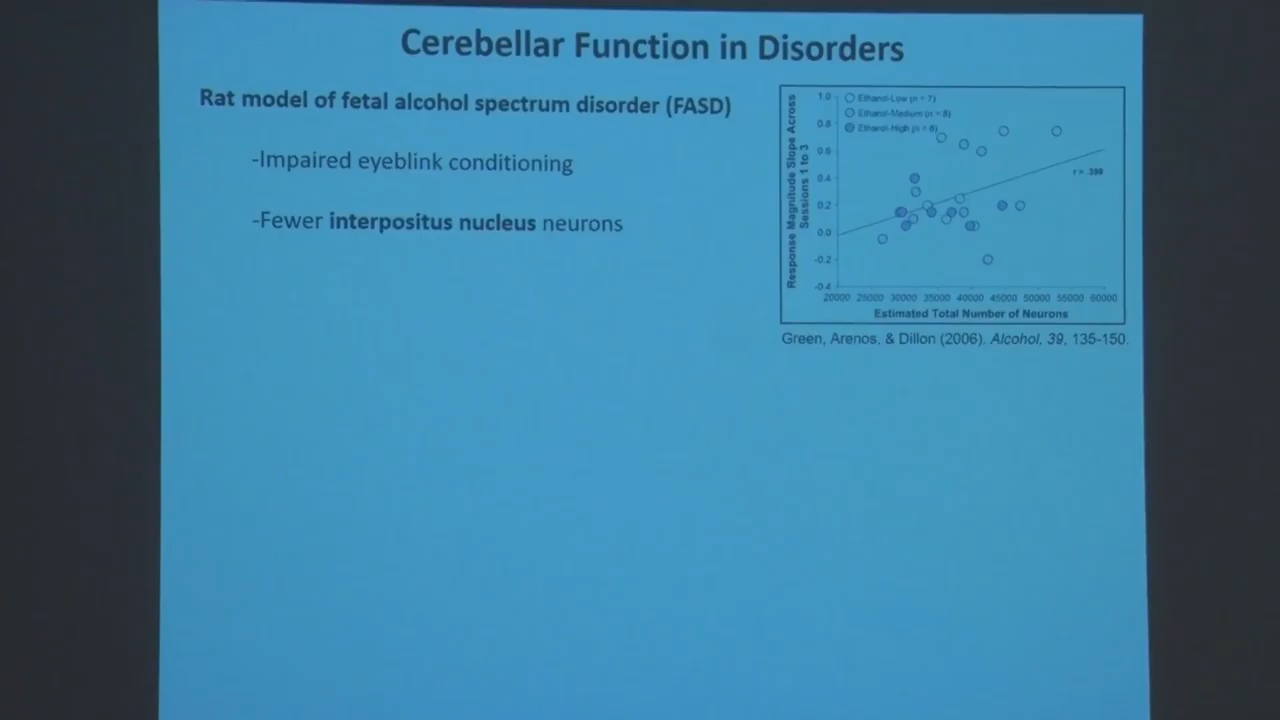 Cerebellar Function in Disorders
Rat model of fetal alcohol spectrum disorder (FASD)
-Impaired eyeblink conditioning
-Fewer interpositus nucleus neurons
Response Magnitude Slope Across
Sessions 1 to 3
1.0
0.8
0.6
0.4
0.2
0.0
-0.2
-0.4
Ethanol-Low (n = 7)
Ethanol-Medium (n = 8)
Ethanol-High (n = 8)
r = .399
20000 25000 30000 35000 40000 45000 50000 55000 60000
Estimated Total Number of Neurons
Green, Arenos, & Dillon (2006). Alcohol, 39, 135-150.